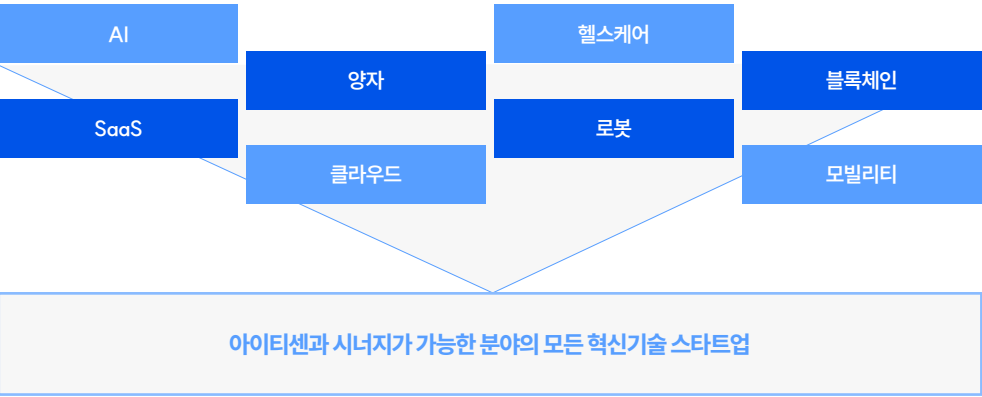 AI
헬스케어
양자
블록체인
SaaS
로봇
클라우드
모빌리티
아이티센과 시너지가 가능한 분야의 모든 혁신기술 스타트업